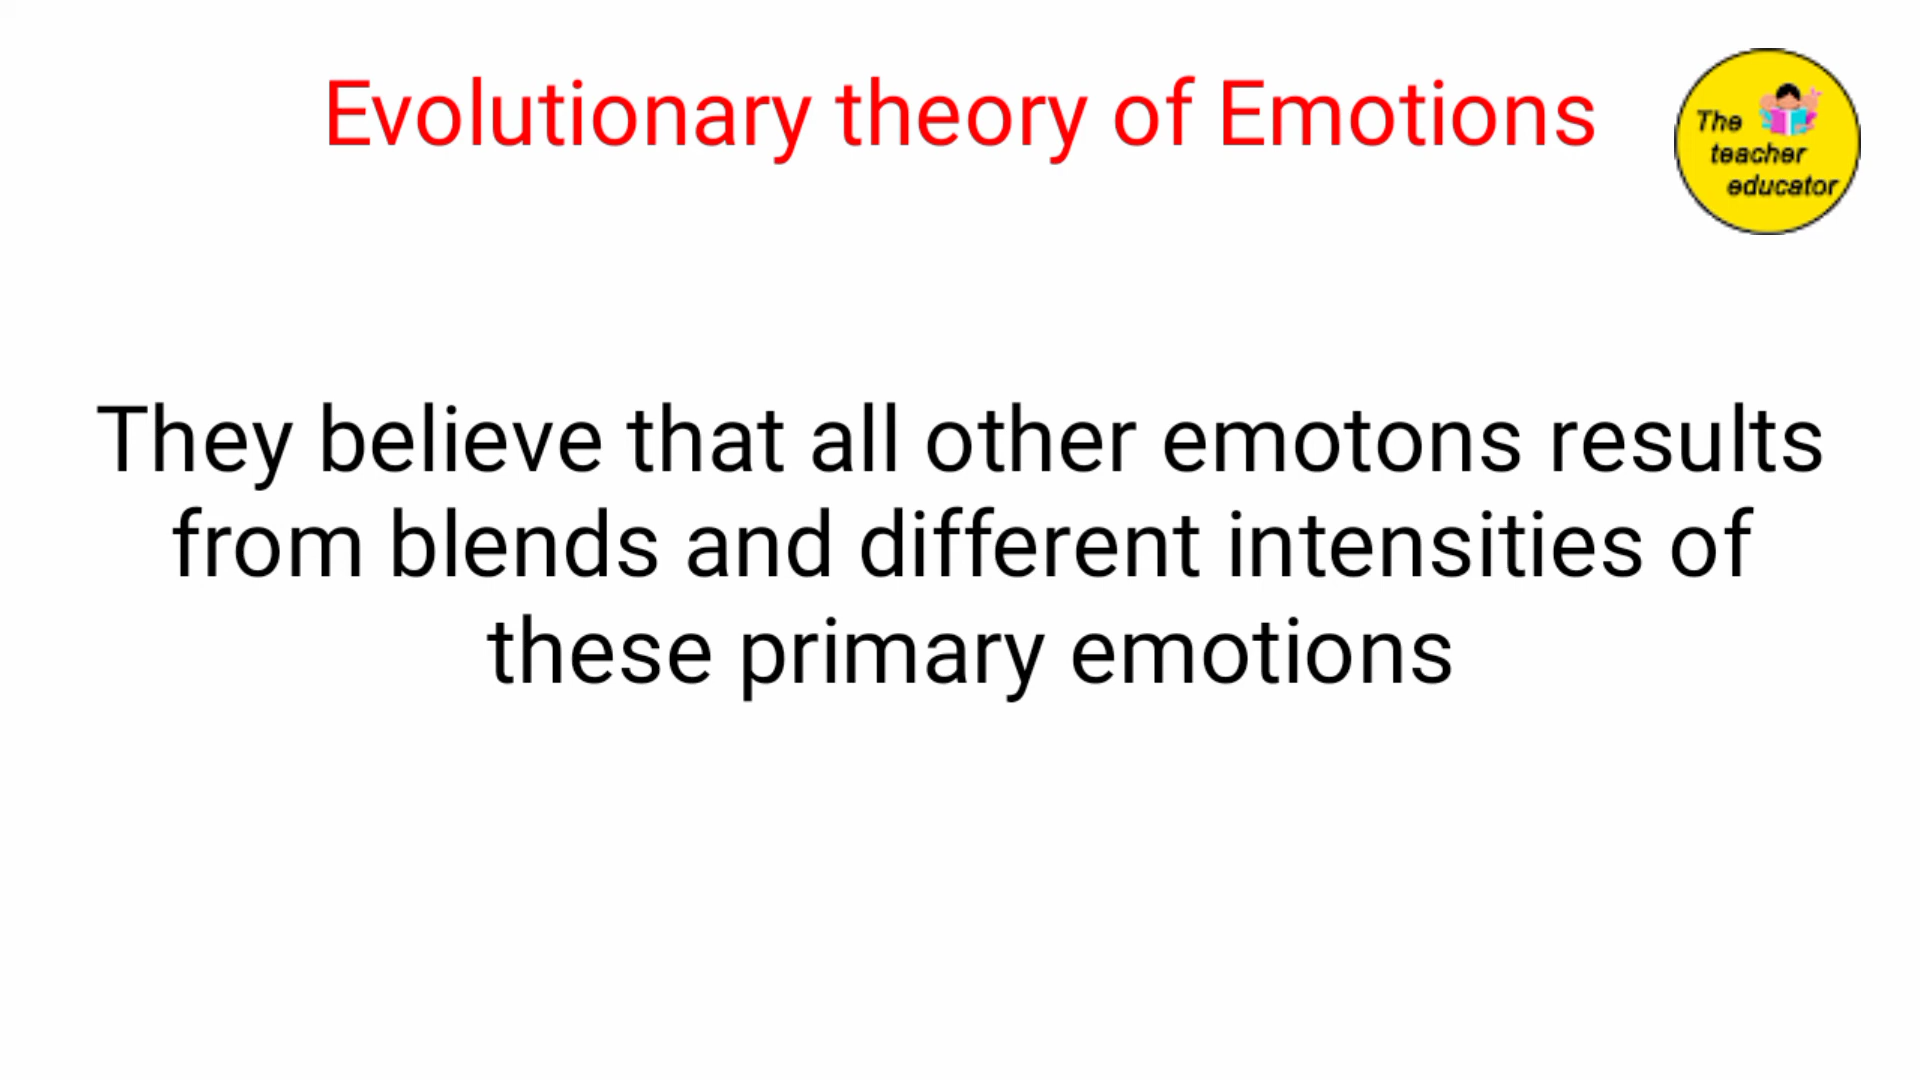 Evolutionary theory of Emotions
The
teacher
educator
They believe that all other emotons results
from blends and different intensities of
these primary emotions